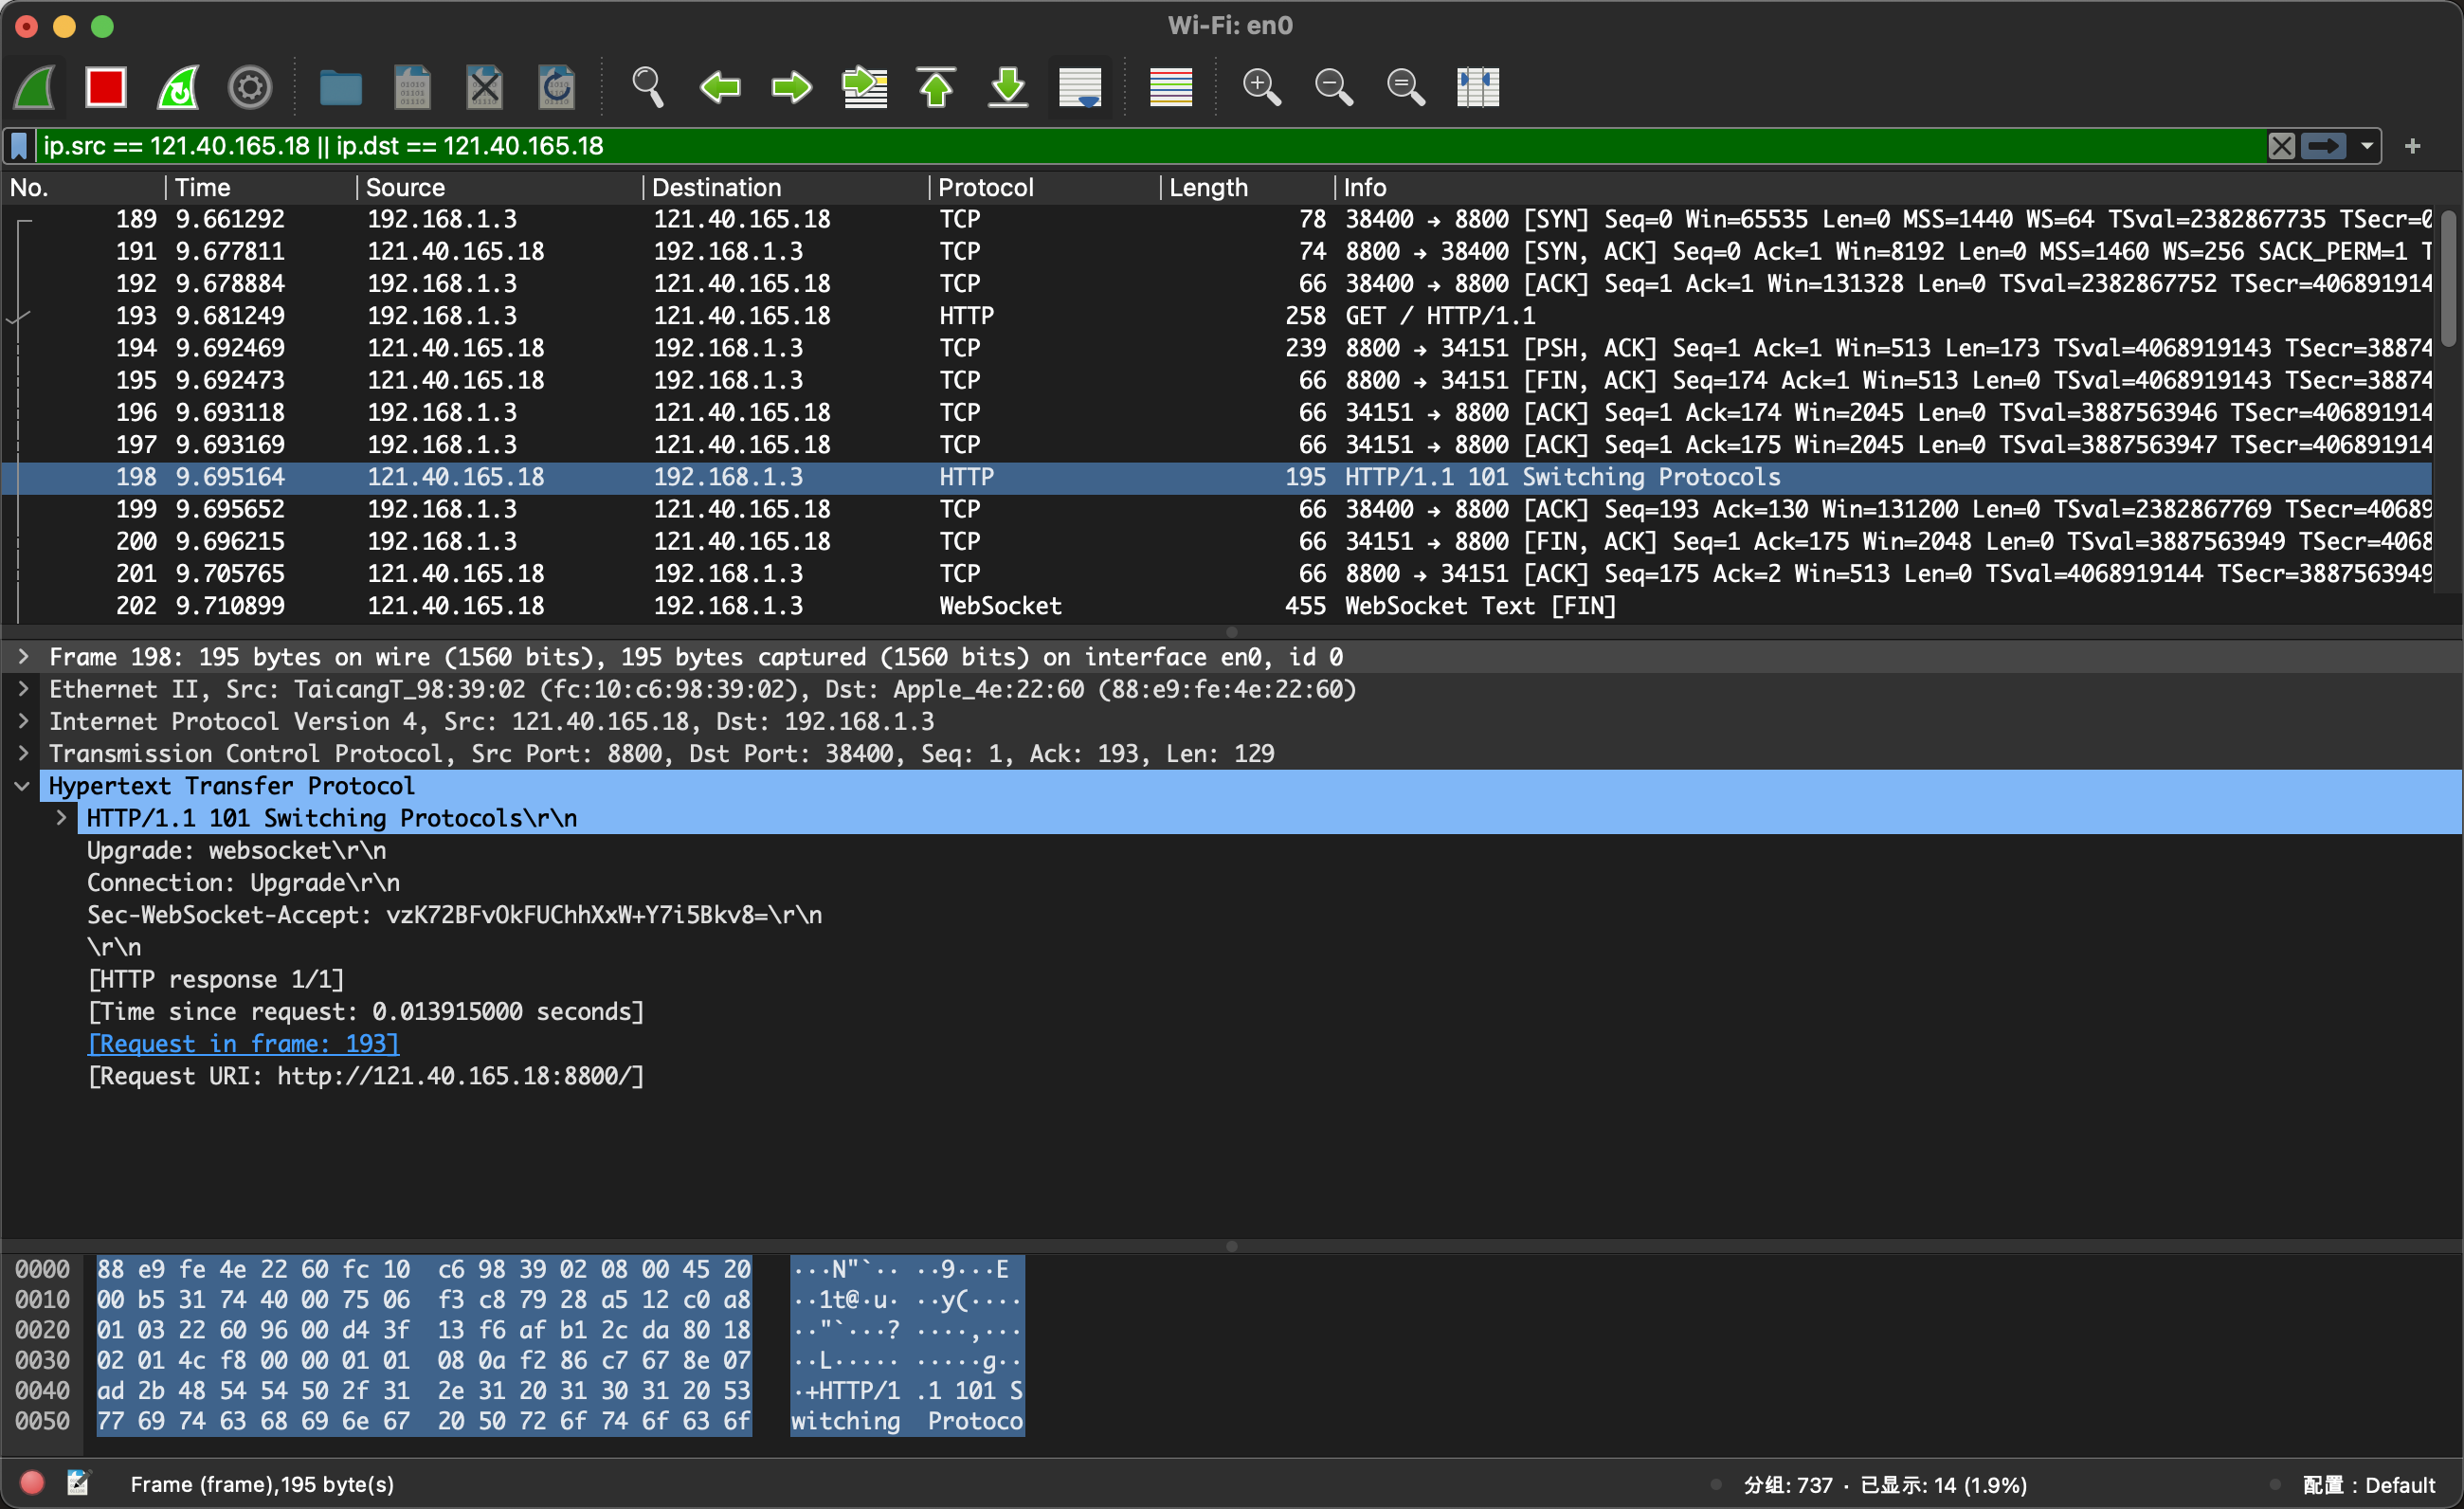 Wi-Fi: en0
ip.src == 121.40.165.18 || ip.dst == 121.40.165.18
No. Time Source Destination Protocol Length Info
189 9.661292 192.168.1.3 121.40.165.18 TCP 78 38400 → 8800 [SYN] Seq=0 Win=65535 Len=0 MSS=1440 WS=64 TSval=2382867735 TSecr=0
191 9.677811 121.40.165.18 192.168.1.3 TCP 74 8800 → 38400 [SYN, ACK] Seq=0 Ack=1 Win=8192 Len=0 MSS=1460 WS=256 SACK_PERM=1 T
192 9.678884 192.168.1.3 121.40.165.18 TCP 66 38400 → 8800 [ACK] Seq=1 Ack=1 Win=131328 Len=0 TSval=2382867752 TSecr=406891914
193 9.681249 192.168.1.3 121.40.165.18 HTTP 258 GET / HTTP/1.1
194 9.692469 121.40.165.18 192.168.1.3 TCP 239 8800 → 34151 [PSH, ACK] Seq=1 Ack=1 Win=513 Len=173 TSval=4068919143 TSecr=38874
195 9.692473 121.40.165.18 192.168.1.3 TCP 66 8800 → 34151 [FIN, ACK] Seq=174 Ack=1 Win=513 Len=0 TSval=4068919143 TSecr=38874
196 9.693118 192.168.1.3 121.40.165.18 TCP 66 34151 → 8800 [ACK] Seq=1 Ack=174 Win=2045 Len=0 TSval=3887563946 TSecr=406891914
197 9.693169 192.168.1.3 121.40.165.18 TCP 66 34151 → 8800 [ACK] Seq=1 Ack=175 Win=2045 Len=0 TSval=3887563947 TSecr=406891914
198 9.695164 121.40.165.18 192.168.1.3 HTTP 195 HTTP/1.1 101 Switching Protocols
199 9.695652 192.168.1.3 121.40.165.18 TCP 66 38400 → 8800 [ACK] Seq=193 Ack=130 Win=131200 Len=0 TSval=2382867769 TSecr=40689
200 9.696215 192.168.1.3 121.40.165.18 TCP 66 34151 → 8800 [FIN, ACK] Seq=1 Ack=175 Win=2048 Len=0 TSval=3887563949 TSecr=4068
201 9.705765 121.40.165.18 192.168.1.3 TCP 66 8800 → 34151 [ACK] Seq=175 Ack=2 Win=513 Len=0 TSval=4068919144 TSecr=3887563949
202 9.710899 121.40.165.18 192.168.1.3 WebSocket 455 WebSocket Text [FIN]
Frame 198: 195 bytes on wire (1560 bits), 195 bytes captured (1560 bits) on interface en0, id 0
Ethernet II, Src: TaicangT_98:39:02 (fc:10:c6:98:39:02), Dst: Apple_4e:22:60 (88:e9:fe:4e:22:60)
Internet Protocol Version 4, Src: 121.40.165.18, Dst: 192.168.1.3
Transmission Control Protocol, Src Port: 8800, Dst Port: 38400, Seq: 1, Ack: 193, Len: 129
Hypertext Transfer Protocol
HTTP/1.1 101 Switching Protocols\r\n
Upgrade: websocket\r\n
Connection: Upgrade\r\n
Sec-WebSocket-Accept: vzK72BFvOkFUChhXxW+Y7i5Bkv8=\r\n
\r\n
[HTTP response 1/1]
[Time since request: 0.013915000 seconds]
[Request in frame: 193]
[Request URI: http://121.40.165.18:8800/]
0000 88 e9 fe 4e 22 60 fc 10 c6 98 39 02 08 00 45 20 ···N"`·· ··9···E
0010 00 b5 31 74 40 00 75 06 f3 c8 79 28 a5 12 c0 a8 ··1t@·u· ··y(····
0020 01 03 22 60 96 00 d4 3f 13 f6 af b1 2c da 80 18 ··"`···? ····,···
0030 02 01 4c f8 00 00 01 01 08 0a f2 86 c7 67 8e 07 ··L····· ·····g··
0040 ad 2b 48 54 54 50 2f 31 2e 31 20 31 30 31 20 53 ·+HTTP/1 .1 101 S
0050 77 69 74 63 68 69 6e 67 20 50 72 6f 74 6f 63 6f witching Protoco
Frame (frame),195 byte(s) 分组: 737 · 已显示: 14 (1.9%) 配置：Default